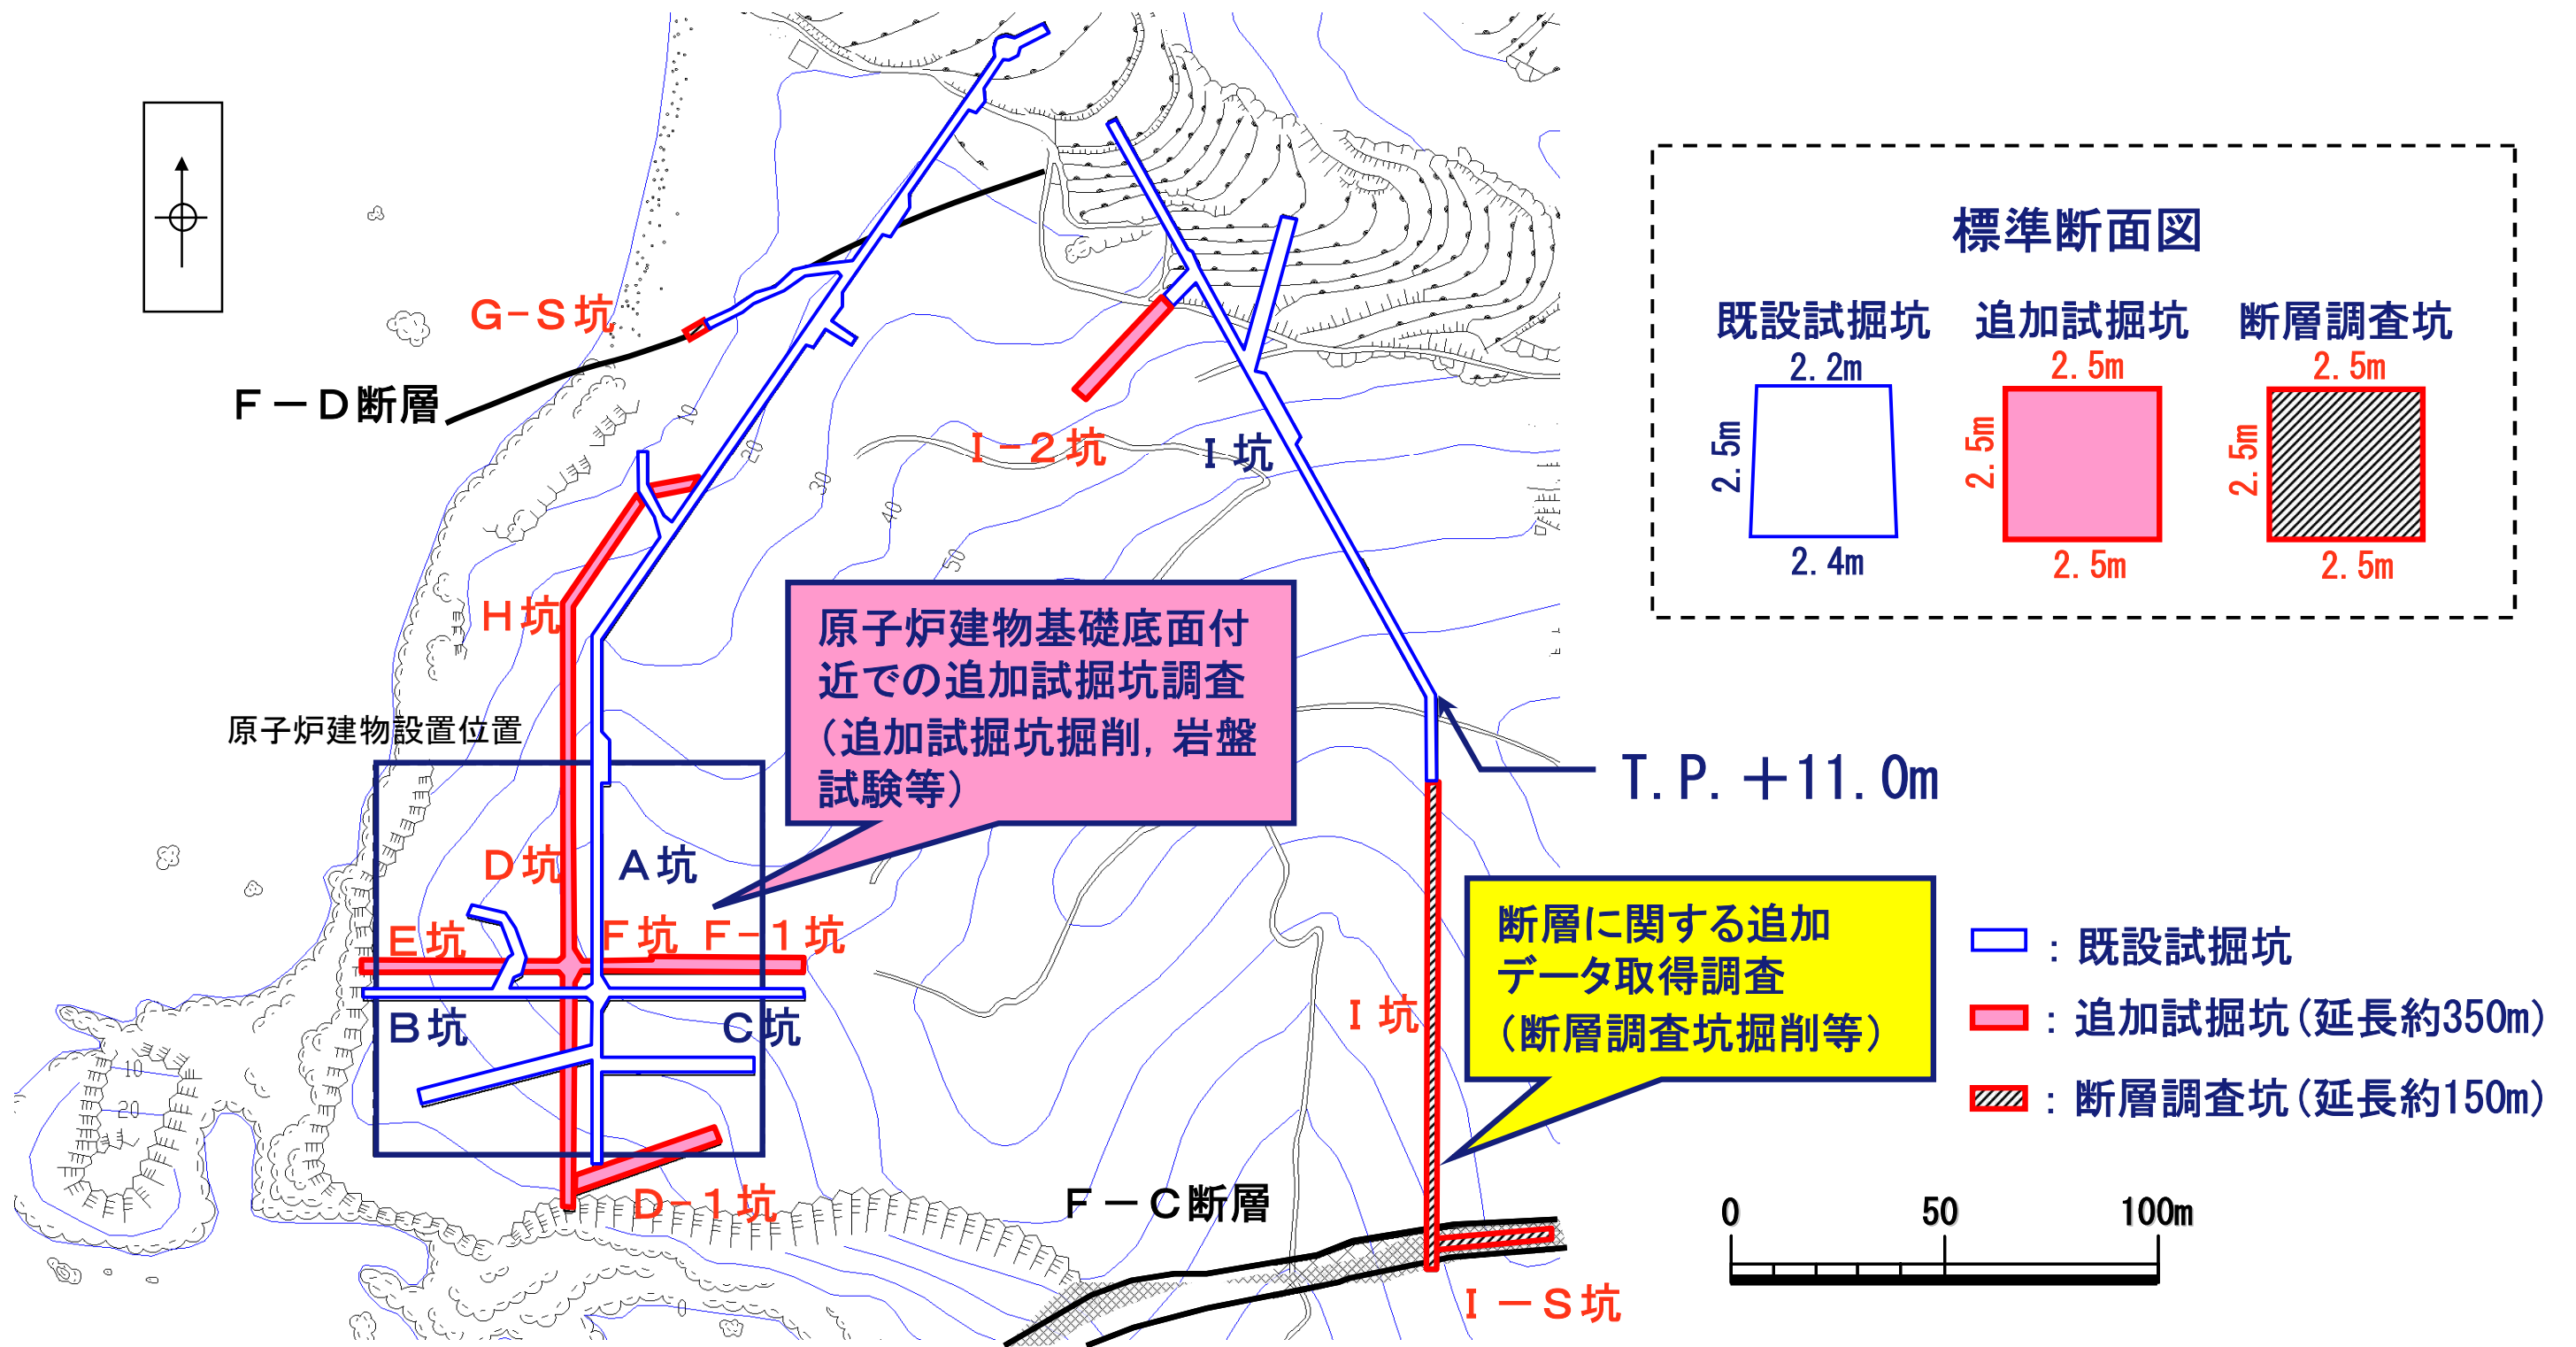 標準断面図
既設試掘坑
追加試掘坑
断層調査坑
2.2m
2.5m
2.4m
2.5m
2.5m
2.5m
2.5m
2.5m
2.5m
G-S坑
F-D断層
I-2坑
I坑
10
20
30
40
50
H坑
原子炉建物基礎底面付
近での追加試掘坑調査
(追加試掘坑掘削, 岩盤
試験等)
原子炉建物設置位置
T.P.+11.0m
D坑
A坑
E坑
F坑
F-1坑
B坑
C坑
断層に関する追加
データ取得調査
(断層調査坑掘削等)
I坑
:既設試掘坑
:追加試掘坑(延長約350m)
:断層調査坑(延長約150m)
10
20
D-1坑
F-C断層
I-S坑
0 50 100m